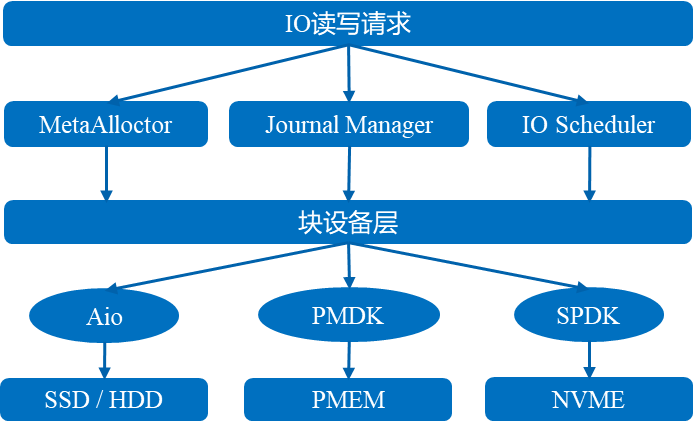 IO读写请求
MetaAlloctor
Journal Manager
IO Scheduler
块设备层
Aio
PMDK
SPDK
SSD / HDD
PMEM
NVME